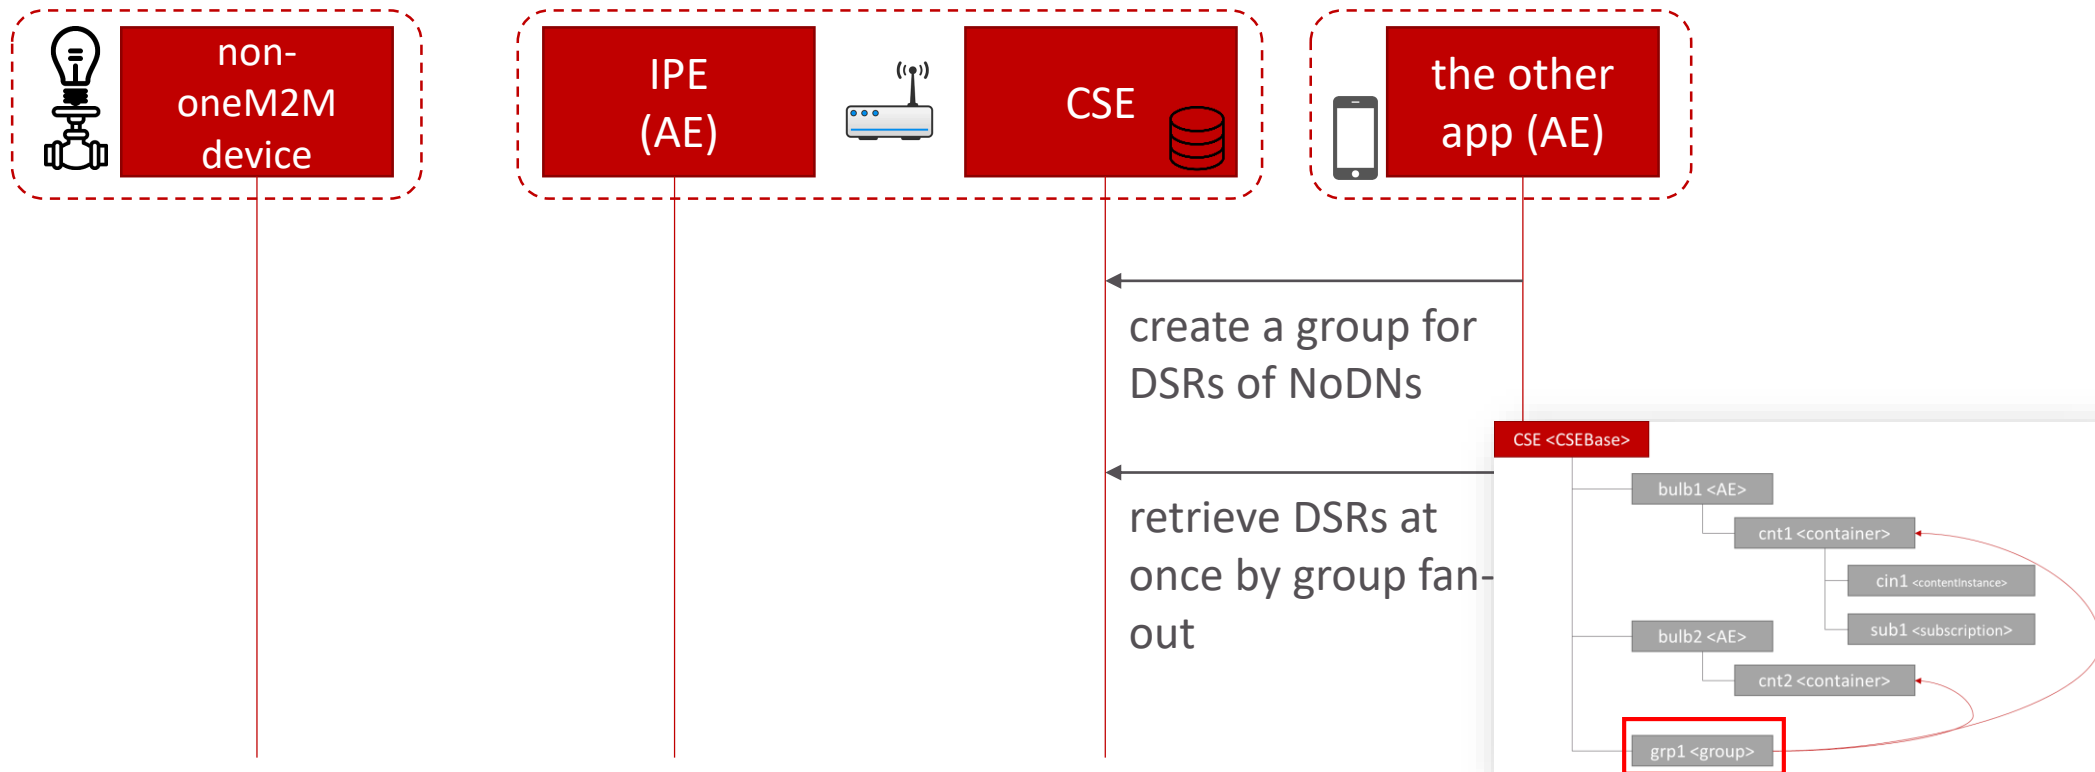 non-
oneM2M
device
IPE
(AE)
CSE
the other
app (AE)
create a group for
DSRs of NoDNs
retrieve DSRs at
once by group fan-
out
CSE <CSEBase>
bulb1 <AE>
cnt1 <container>
cin1 <contentInstance>
sub1 <subscription>
bulb2 <AE>
cnt2 <container>
grp1 <group>